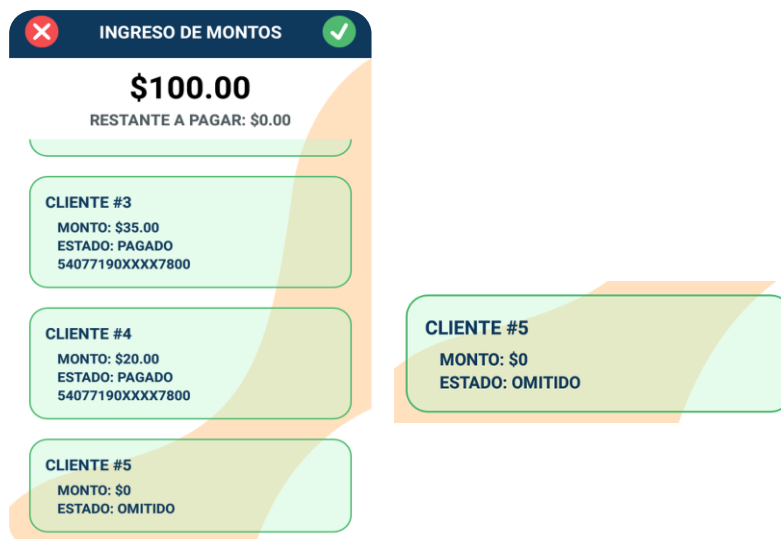 INGRESO DE MONTOS
$100.00
RESTANTE A PAGAR: $0.00
CLIENTE #3
MONTO: $35.00
ESTADO: PAGADO
54077190XXXX7800
CLIENTE #4
MONTO: $20.00
ESTADO: PAGADO
54077190XXXX7800
CLIENTE #5
MONTO: $0
ESTADO: OMITIDO
CLIENTE #5
MONTO: $0
ESTADO: OMITIDO